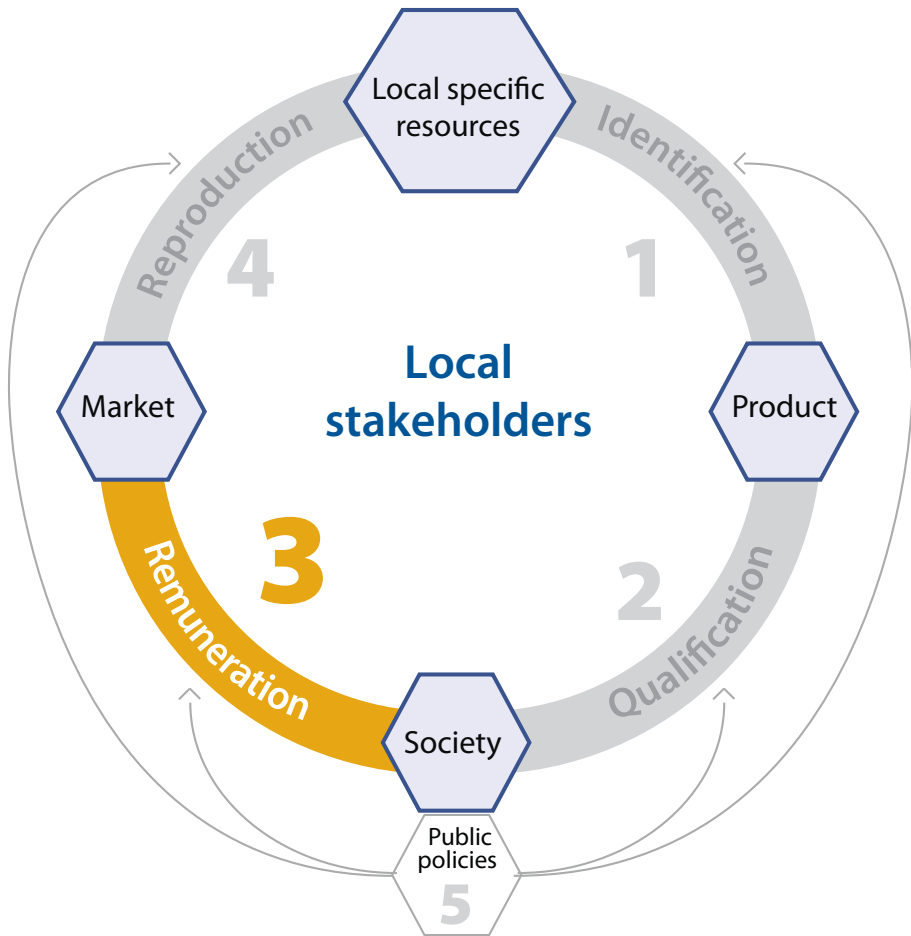 Local specific
resources
Identification
1
Product
Qualification
2
Society
Remuneration
3
Market
Reproduction
4
Local
stakeholders
Public
policies
5